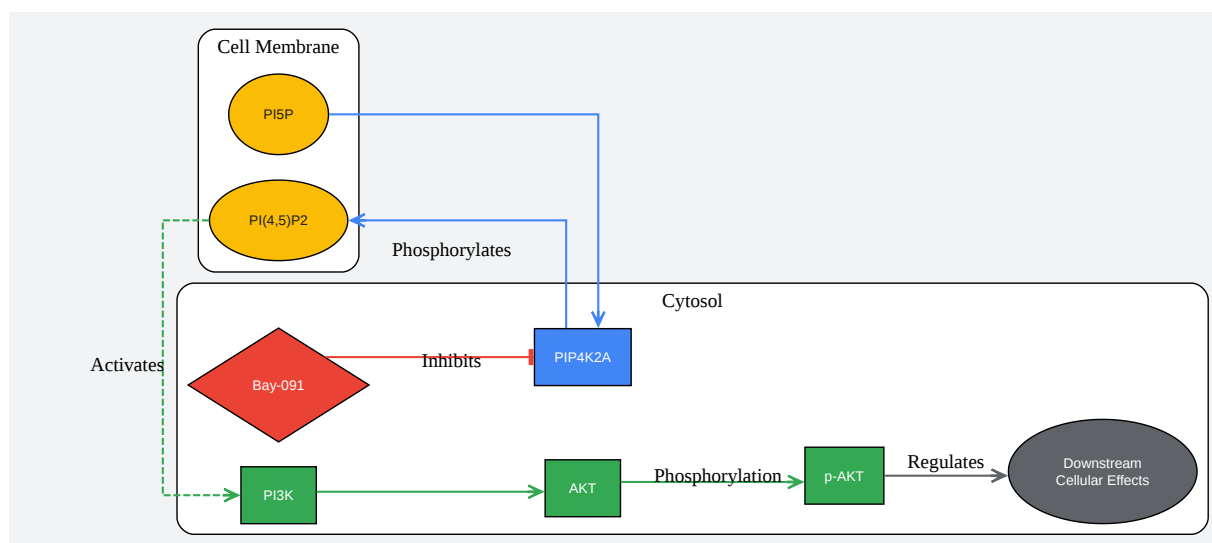 Cell Membrane
PI5P
PI(4,5)P2
Phosphorylates
Cytosol
Activates
Inhibits
PIP4K2A
Bay-091
PI3K
AKT
Phosphorylation
p-AKT
Regulates
Downstream
Cellular Effects